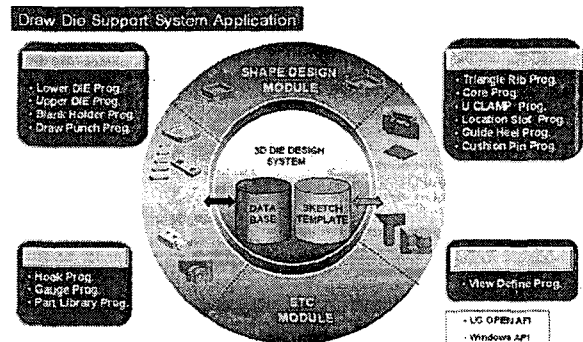 Draw Die Support System Application
• Lower DIE Prog.
• Upper DIE Prog.
• Blank Holder Prog.
• Draw Punch Prog.
SHAPE DESIGN
MODULE
• Triangle Rib Prog.
• Core Prog.
• U CLAMP Prog.
• Location Slot Prog.
• Guide Heel Prog.
• Cushion Pin Prog.
3D DIE DESIGN
SYSTEM
DATA
BASE
SKETCH
TEMPLATE
• Hook Prog.
• Gauge Prog.
• Part Library Prog.
ETC
MODULE
• View Define Prog.
- UG OPEN API
- Windows API